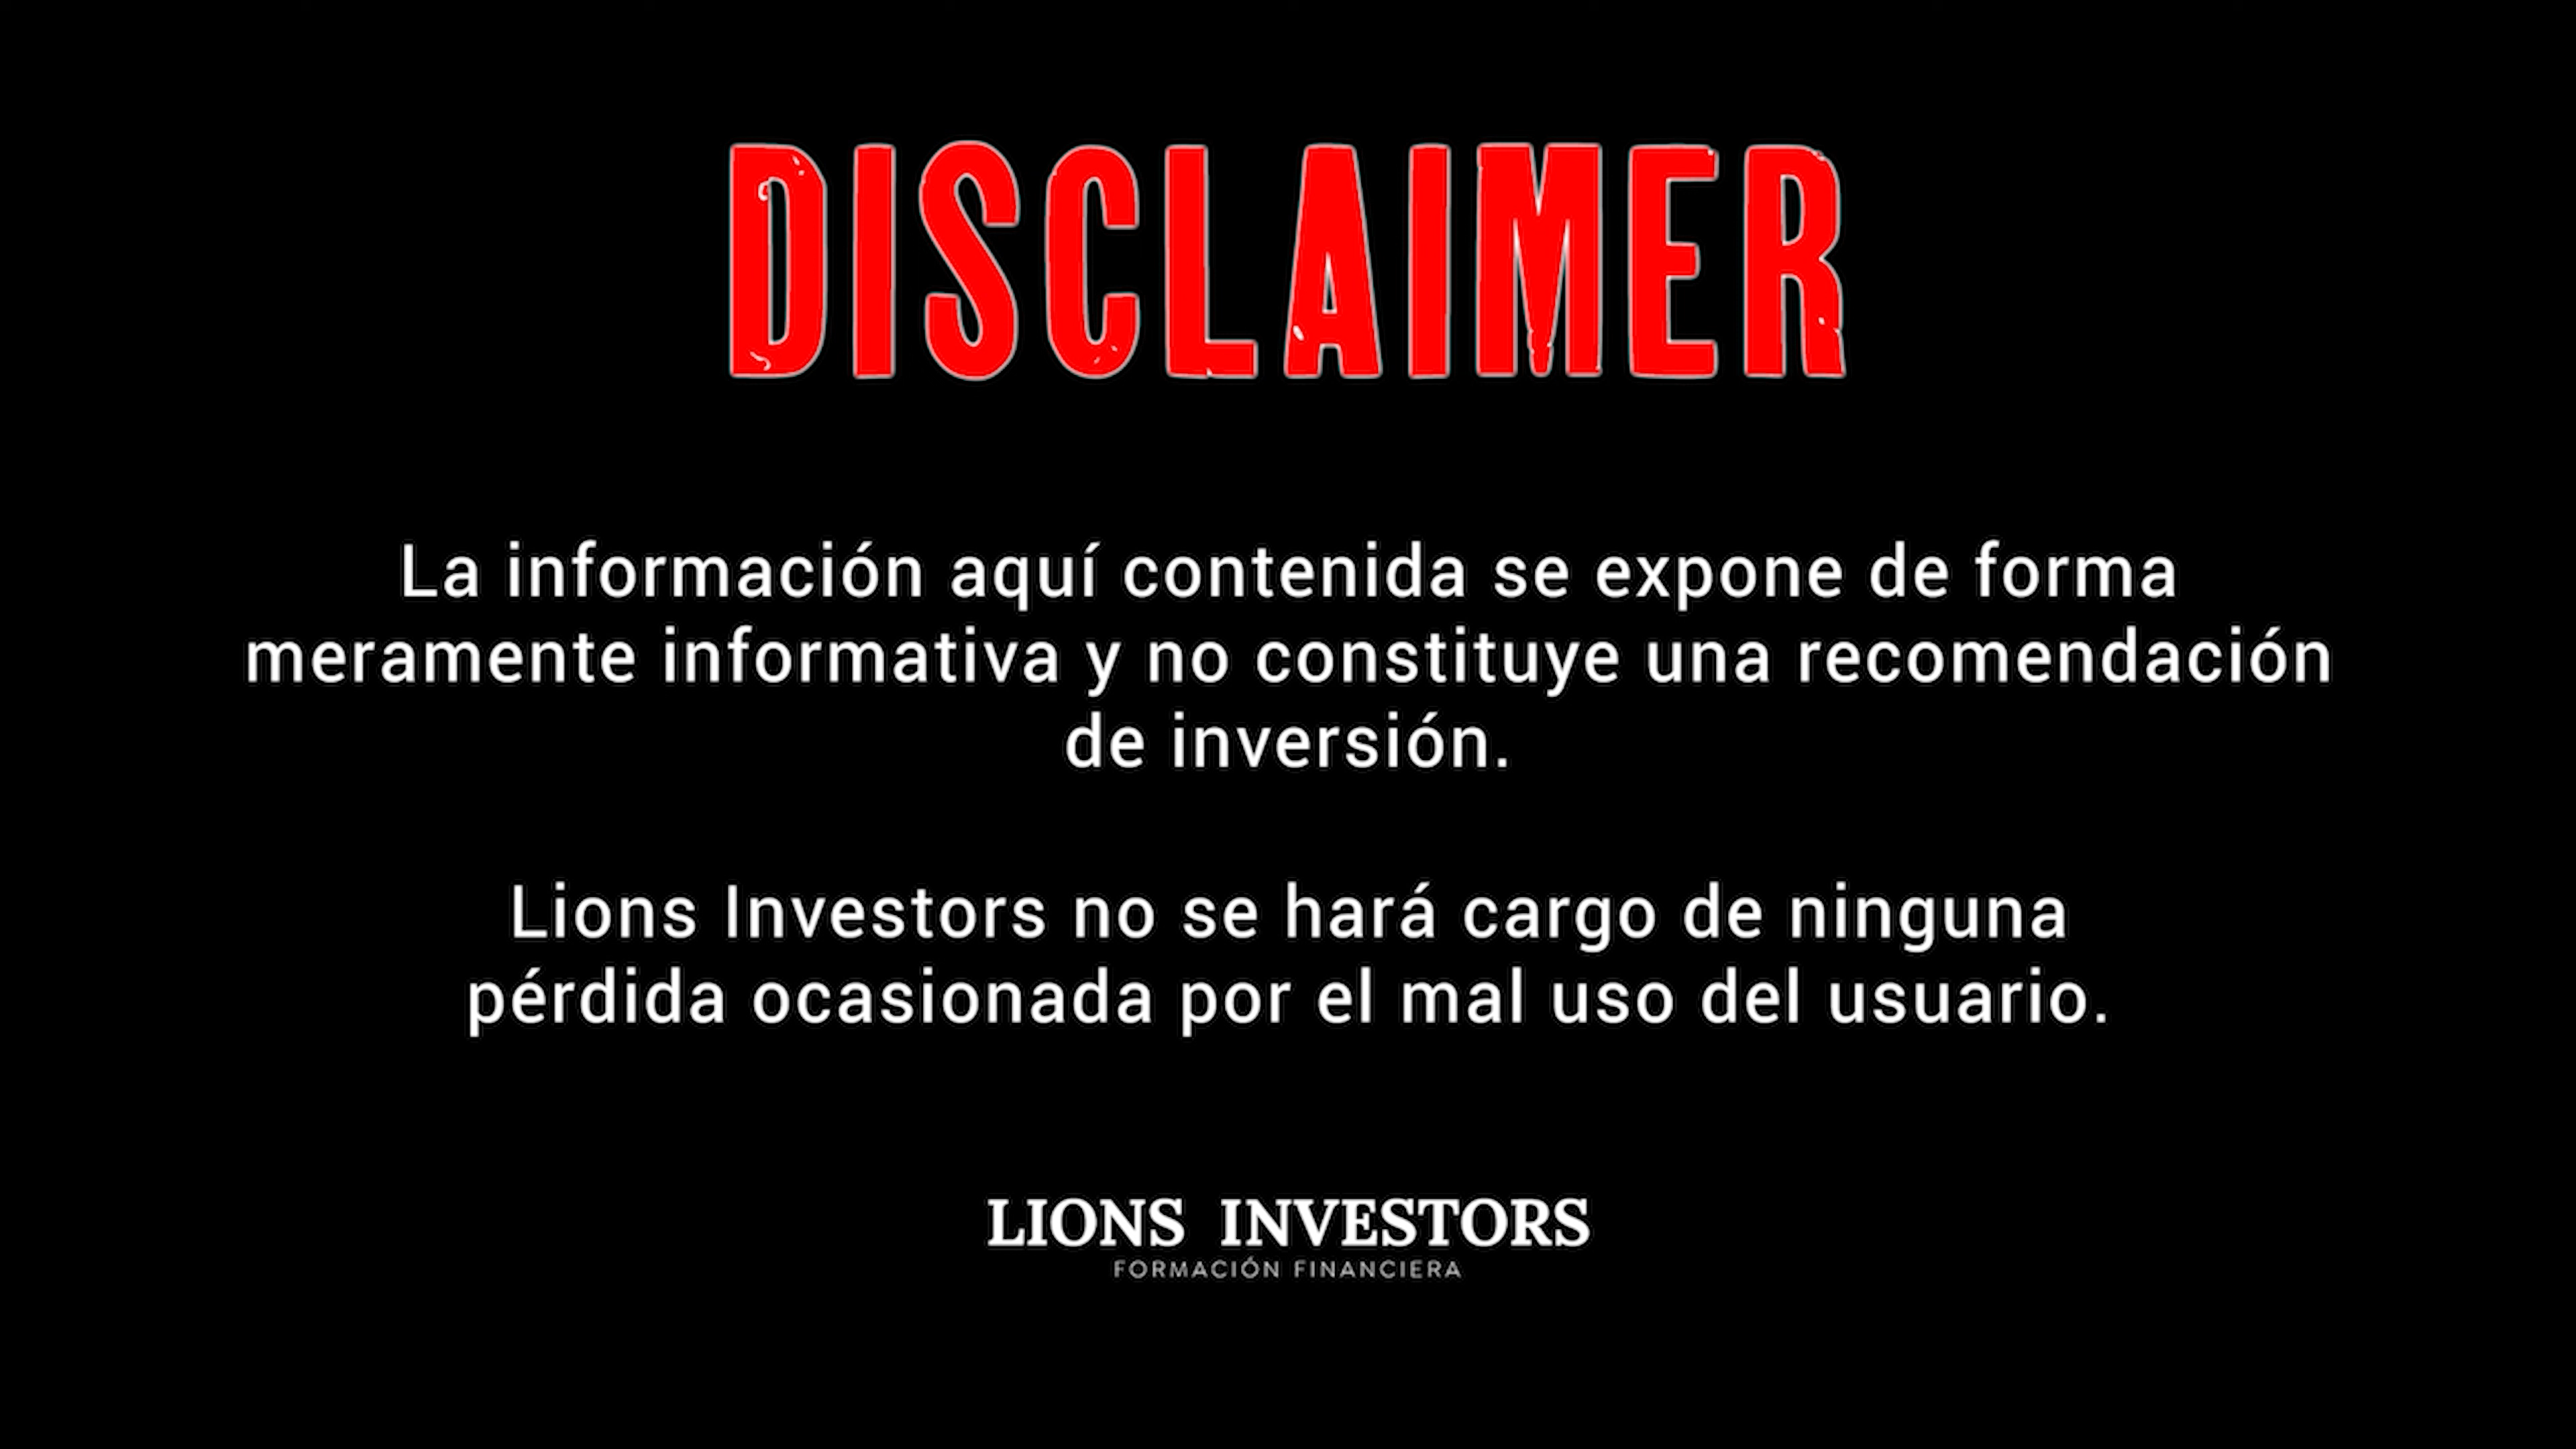 DISCLAIMER
La información aquí contenida se expone de forma
meramente informativa y no constituye una recomendación
de inversión.
Lions Investors no se hará cargo de ninguna
pérdida ocasionada por el mal uso del usuario.
LIONS INVESTORS
FORMACIÓN FINANCIERA